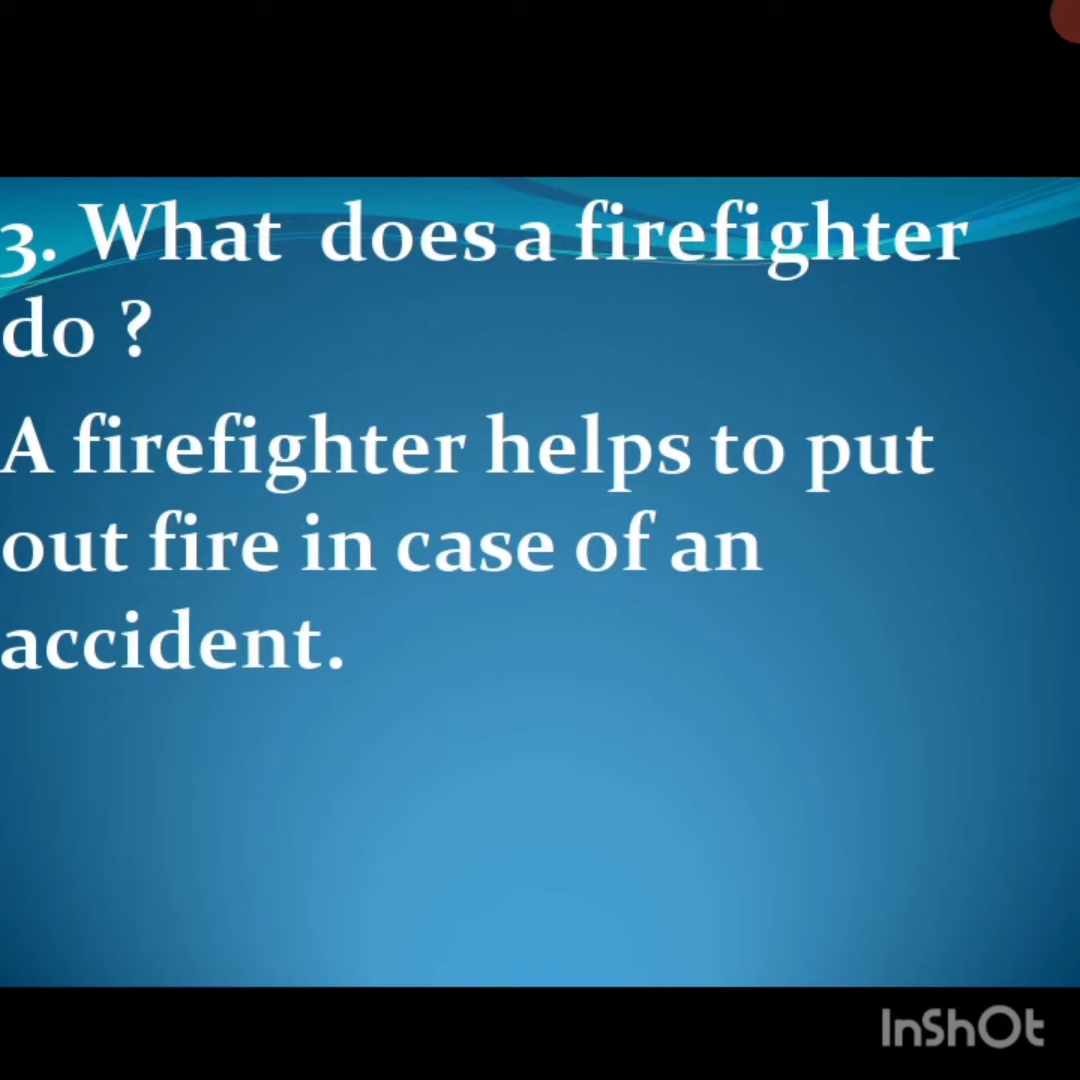 3. What does a firefighter
do ?
A firefighter helps to put
out fire in case of an
accident.
InShOt